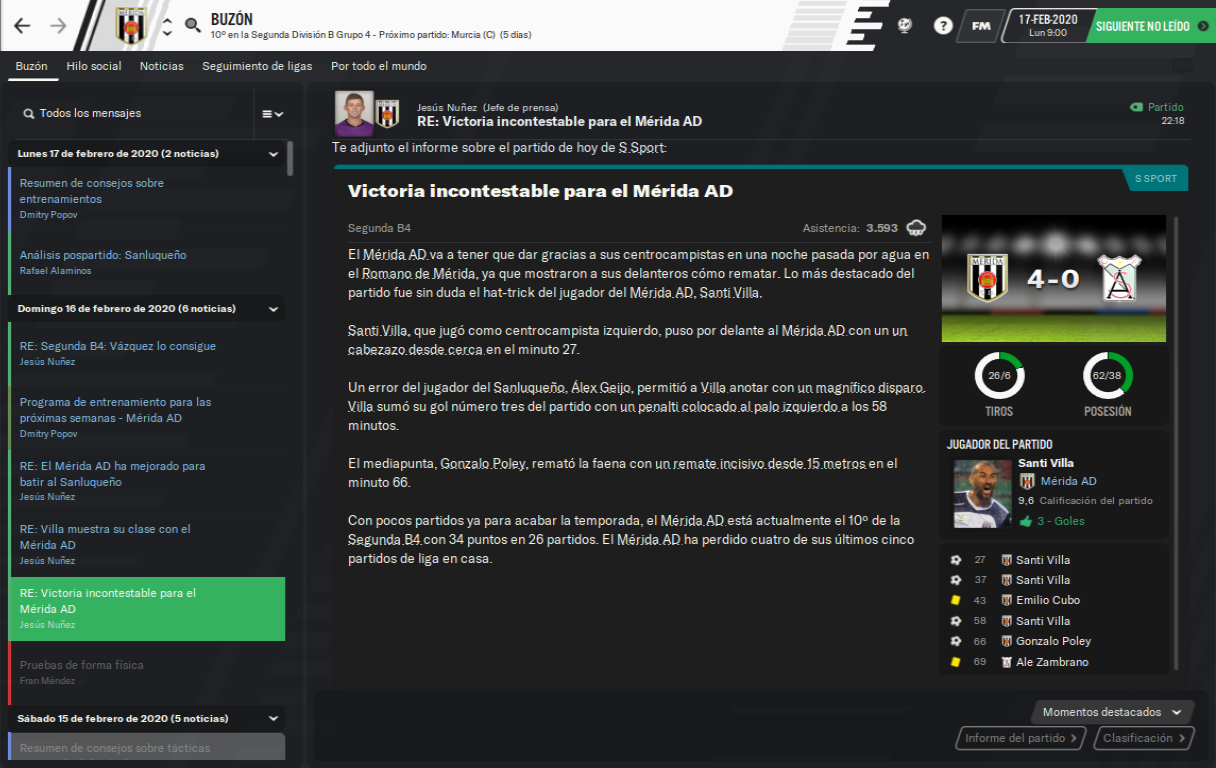 BUZÓN
10º en la Segunda División B Grupo 4 - Próximo partido: Murcia (C) (5 días)
?
FM
17-FEB-2020
Lun 9:00
SIGUIENTE NO LEÍDO
Buzón
Hilo social
Noticias
Seguimiento de ligas
Por todo el mundo
Todos los mensajes
Lunes 17 de febrero de 2020 (2 noticias)
Resumen de consejos sobre
entrenamientos
Dmitry Popov
Análisis pospartido: Sanluqueño
Rafael Alaminos
Domingo 16 de febrero de 2020 (6 noticias)
RE: Segunda B4: Vázquez lo consigue
Jesús Nuñez
Programa de entrenamiento para las
próximas semanas - Mérida AD
Dmitry Popov
RE: El Mérida AD ha mejorado para
batir al Sanluqueño
Jesús Nuñez
RE: Villa muestra su clase con el
Mérida AD
Jesús Nuñez
RE: Victoria incontestable para el
Mérida AD
Jesús Nuñez
Pruebas de forma física
Fran Méndez
Sábado 15 de febrero de 2020 (5 noticias)
Resumen de consejos sobre tácticas
Jesús Nuñez (Jefe de prensa)
RE: Victoria incontestable para el Mérida AD
Partido
22:18
Te adjunto el informe sobre el partido de hoy de S.Sport:
S SPORT
Victoria incontestable para el Mérida AD
Segunda B4
Asistencia: 3.593
El Mérida AD va a tener que dar gracias a sus centrocampistas en una noche pasada por agua en
el Romano de Mérida, ya que mostraron a sus delanteros cómo rematar. Lo más destacado del
partido fue sin duda el hat-trick del jugador del Mérida AD, Santi Villa.
Santi Villa, que jugó como centrocampista izquierdo, puso por delante al Mérida AD con un un
cabezazo desde cerca en el minuto 27.
Un error del jugador del Sanluqueño, Álex Geijo, permitió a Villa anotar con un magnífico disparo.
Villa sumó su gol número tres del partido con un penalti colocado al palo izquierdo a los 58
minutos.
El mediapunta, Gonzalo Poley, remató la faena con un remate incisivo desde 15 metros en el
minuto 66.
Con pocos partidos ya para acabar la temporada, el Mérida AD está actualmente el 10º de la
Segunda B4 con 34 puntos en 26 partidos. El Mérida AD ha perdido cuatro de sus últimos cinco
partidos de liga en casa.
MERIDA
4-0
26/6
TIROS
62/38
POSESIÓN
JUGADOR DEL PARTIDO
Santi Villa
Mérida AD
9,6 Calificación del partido
3 - Goles
27 Santi Villa
37 Santi Villa
43 Emilio Cubo
58 Santi Villa
66 Gonzalo Poley
69 Ale Zambrano
Momentos destacados
Informe del partido
Clasificación